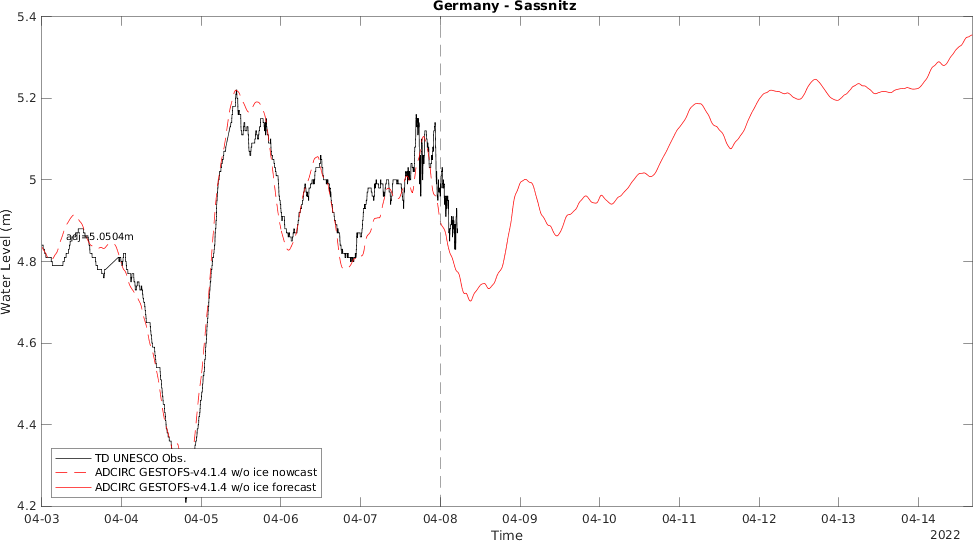 Germany - Sassnitz
5.4
5.2
5
4.8
4.6
4.4
4.2
Water Level (m)
adj=5.0504m
TD UNESCO Obs.
ADCIRC GESTOFS-v4.1.4 w/o ice nowcast
ADCIRC GESTOFS-v4.1.4 w/o ice forecast
04-03 04-04 04-05 04-06 04-07 04-08 04-09 04-10 04-11 04-12 04-13 04-14
Time
2022